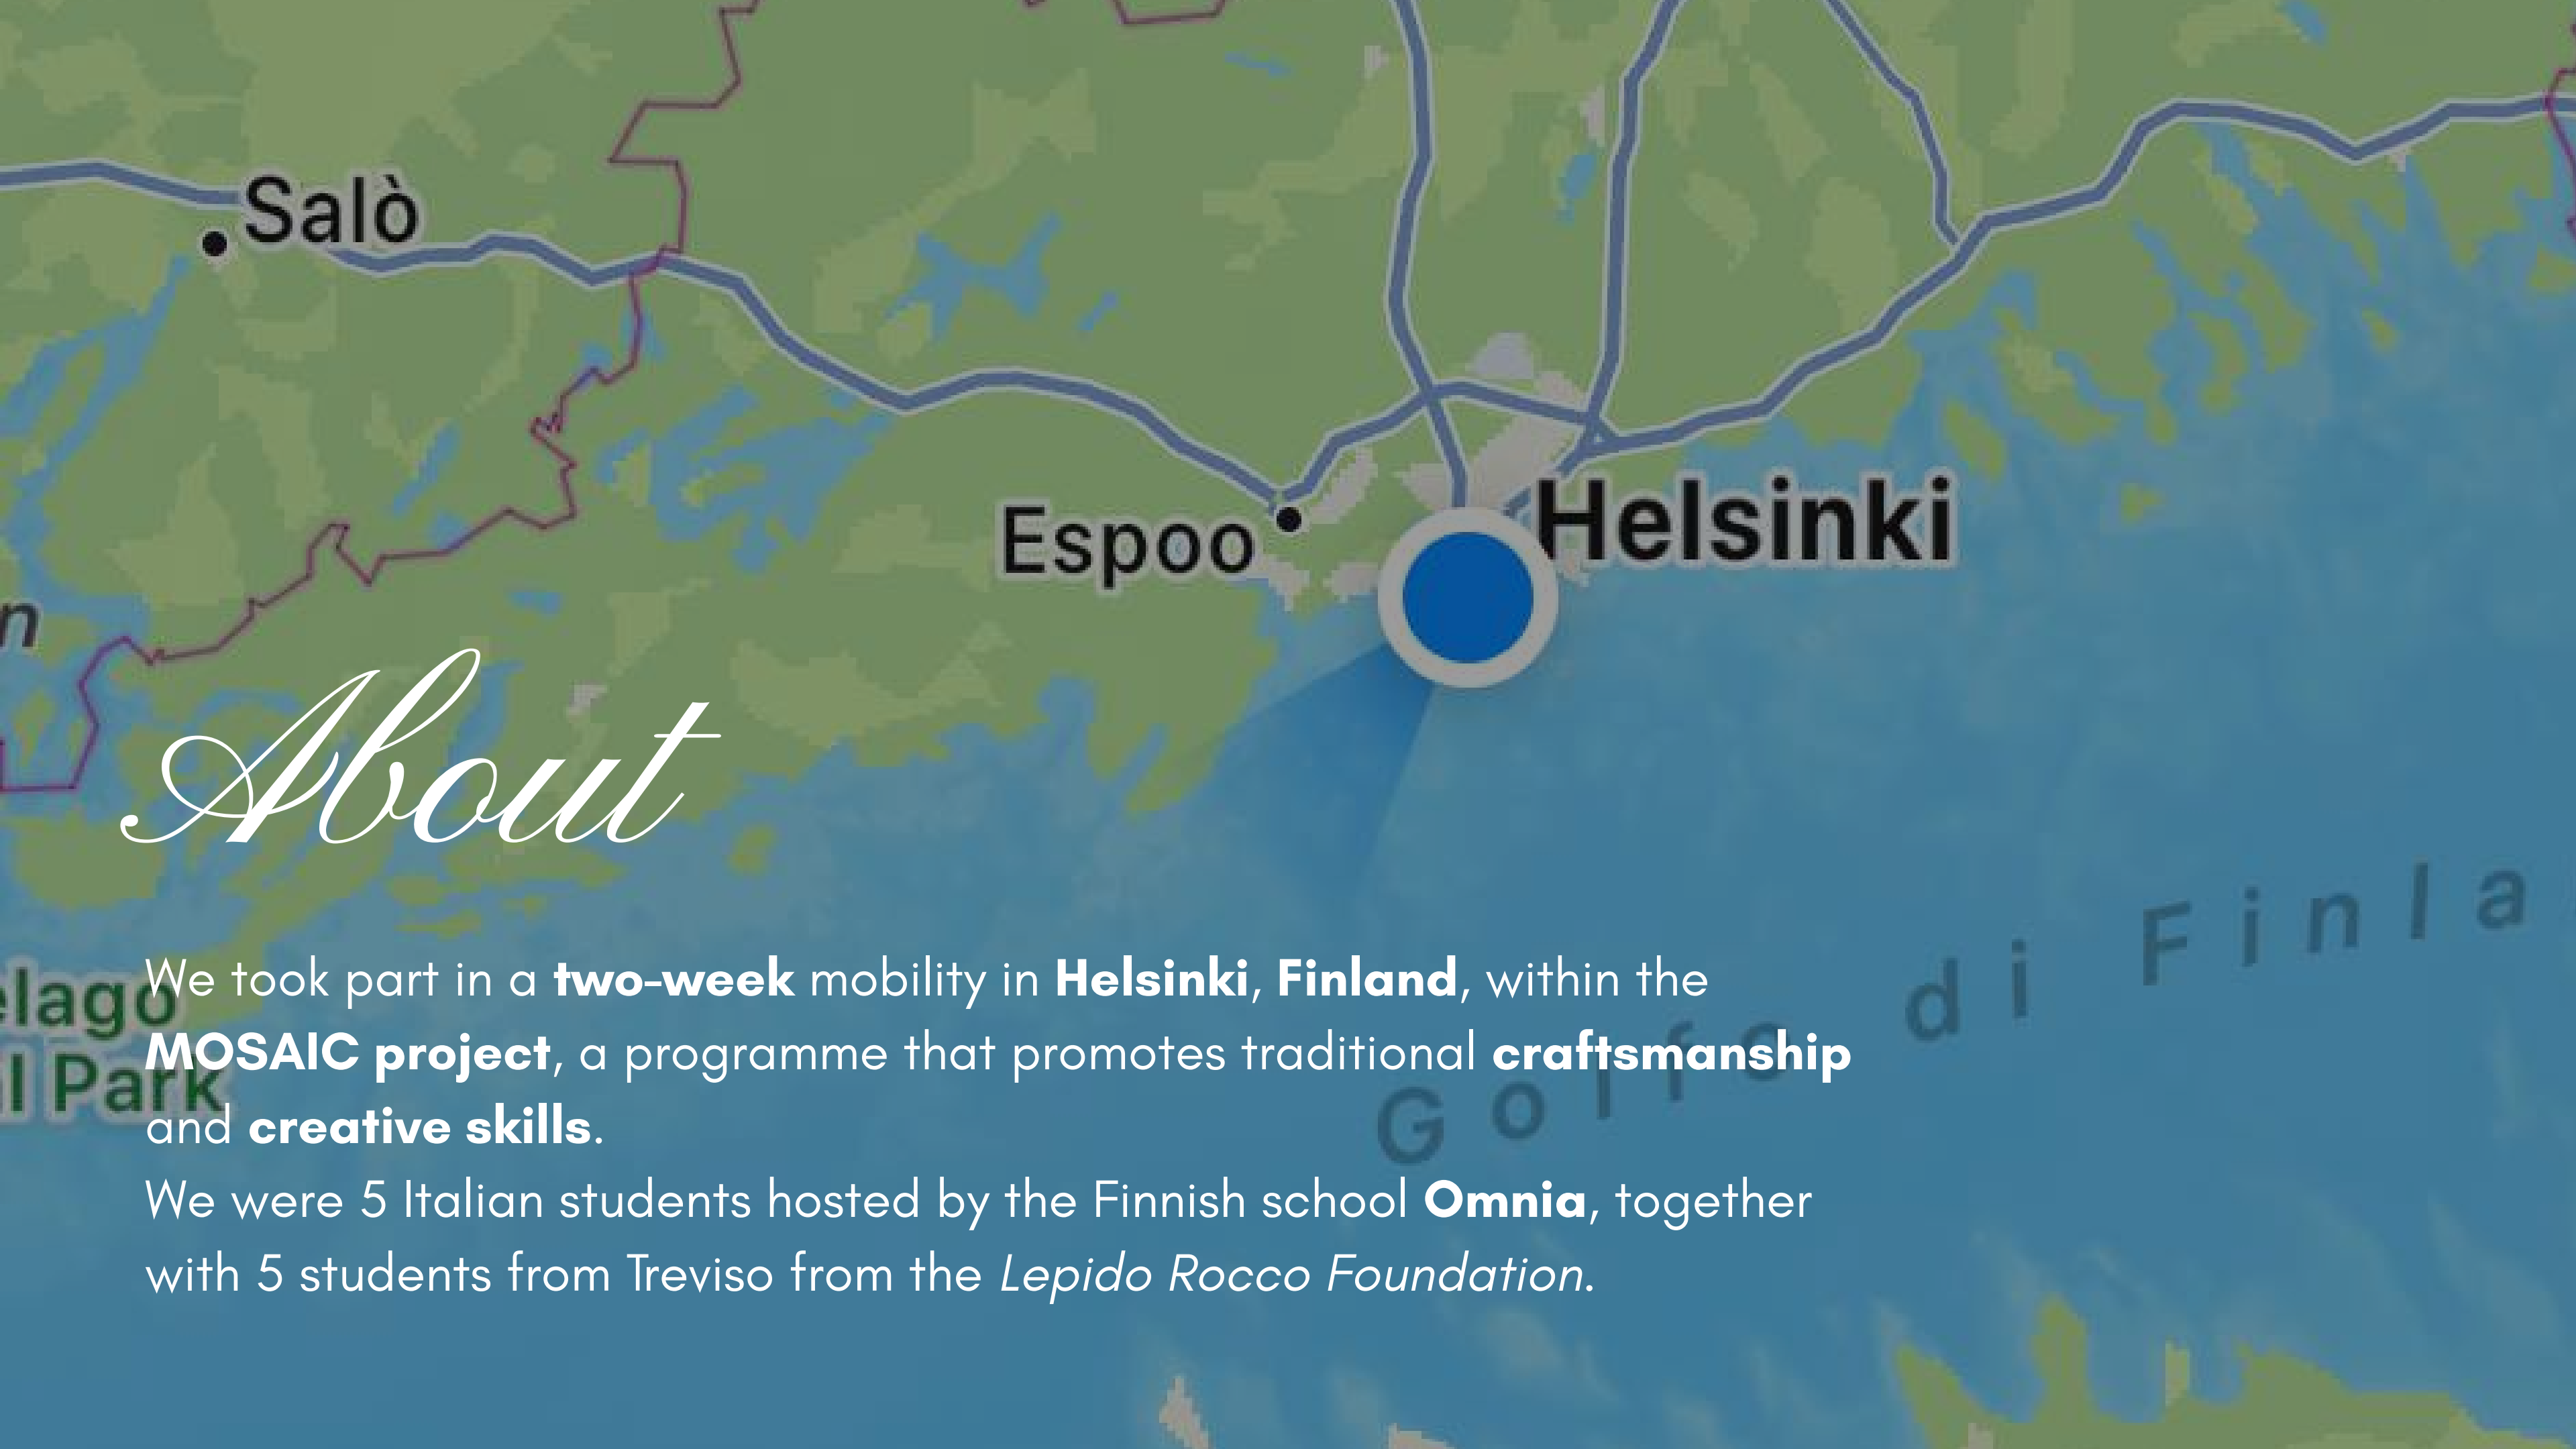 Salò
Espoo
Helsinki
n
About
Golfo di Finla
elago
l Park
We took part in a two-week mobility in Helsinki, Finland, within the
MOSAIC project, a programme that promotes traditional craftsmanship
and creative skills.
We were 5 Italian students hosted by the Finnish school Omnia, together
with 5 students from Treviso from the Lepido Rocco Foundation.